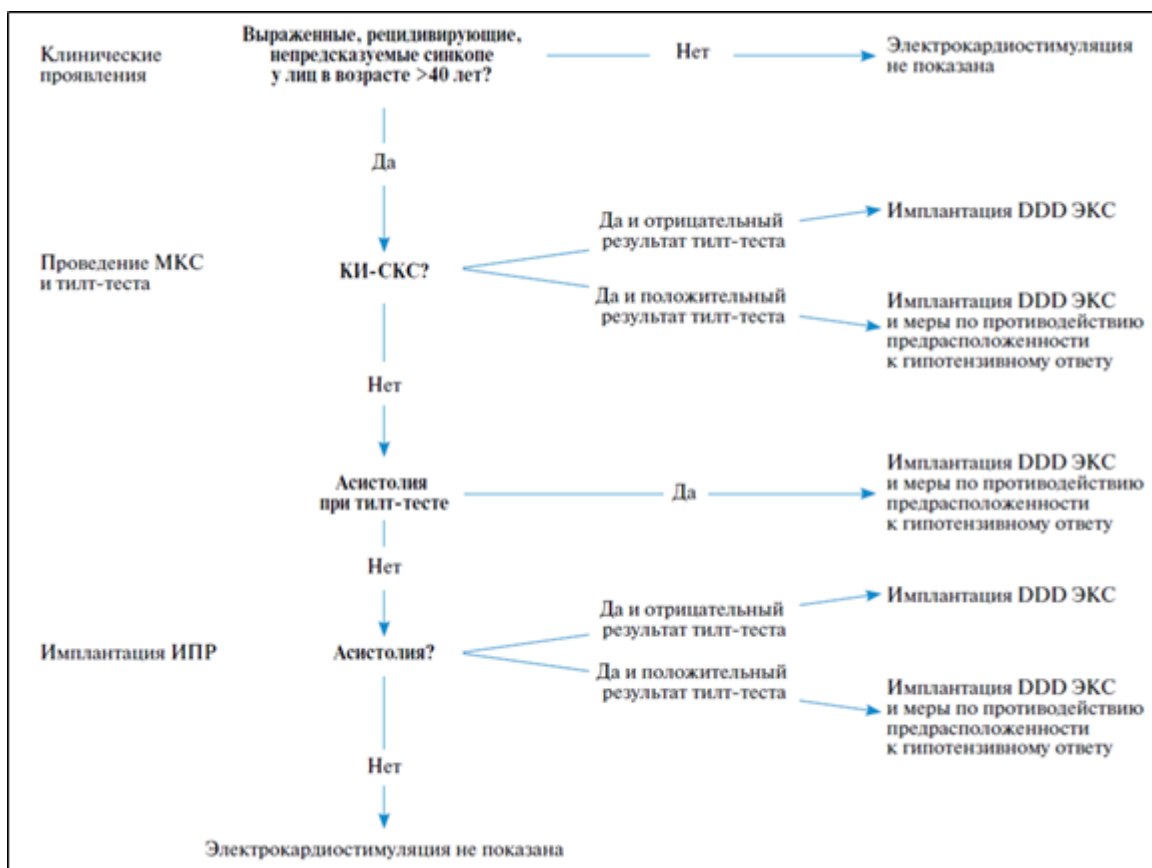 Клинические
проявления
Выраженные, рецидивирующие,
непредсказуемые синкопе
у лиц в возрасте >40 лет?
Нет
Электрокардиостимуляция
не показана
Да
Проведение МКС
и тилт-теста
КИ-СКС?
Да и отрицательный
результат тилт-теста
Имплантация DDD ЭКС
Да и положительный
результат тилт-теста
Имплантация DDD ЭКС
и меры по противодействию
предрасположенности
к гипотензивному ответу
Нет
Асистолия
при тилт-тесте
Да
Имплантация DDD ЭКС
и меры по противодействию
предрасположенности
к гипотензивному ответу
Нет
Имплантация ИПР
Асистолия?
Да и отрицательный
результат тилт-теста
Имплантация DDD ЭКС
Да и положительный
результат тилт-теста
Имплантация DDD ЭКС
и меры по противодействию
предрасположенности
к гипотензивному ответу
Нет
Электрокардиостимуляция не показана